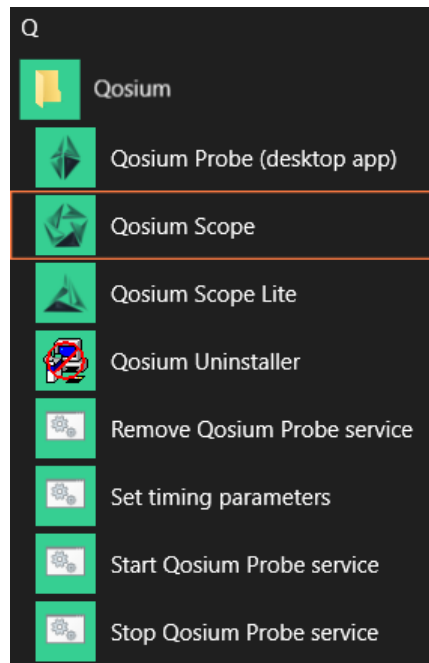 Q
Qosium
Qosium Probe (desktop app)
Qosium Scope
Qosium Scope Lite
Qosium Uninstaller
Remove Qosium Probe service
Set timing parameters
Start Qosium Probe service
Stop Qosium Probe service